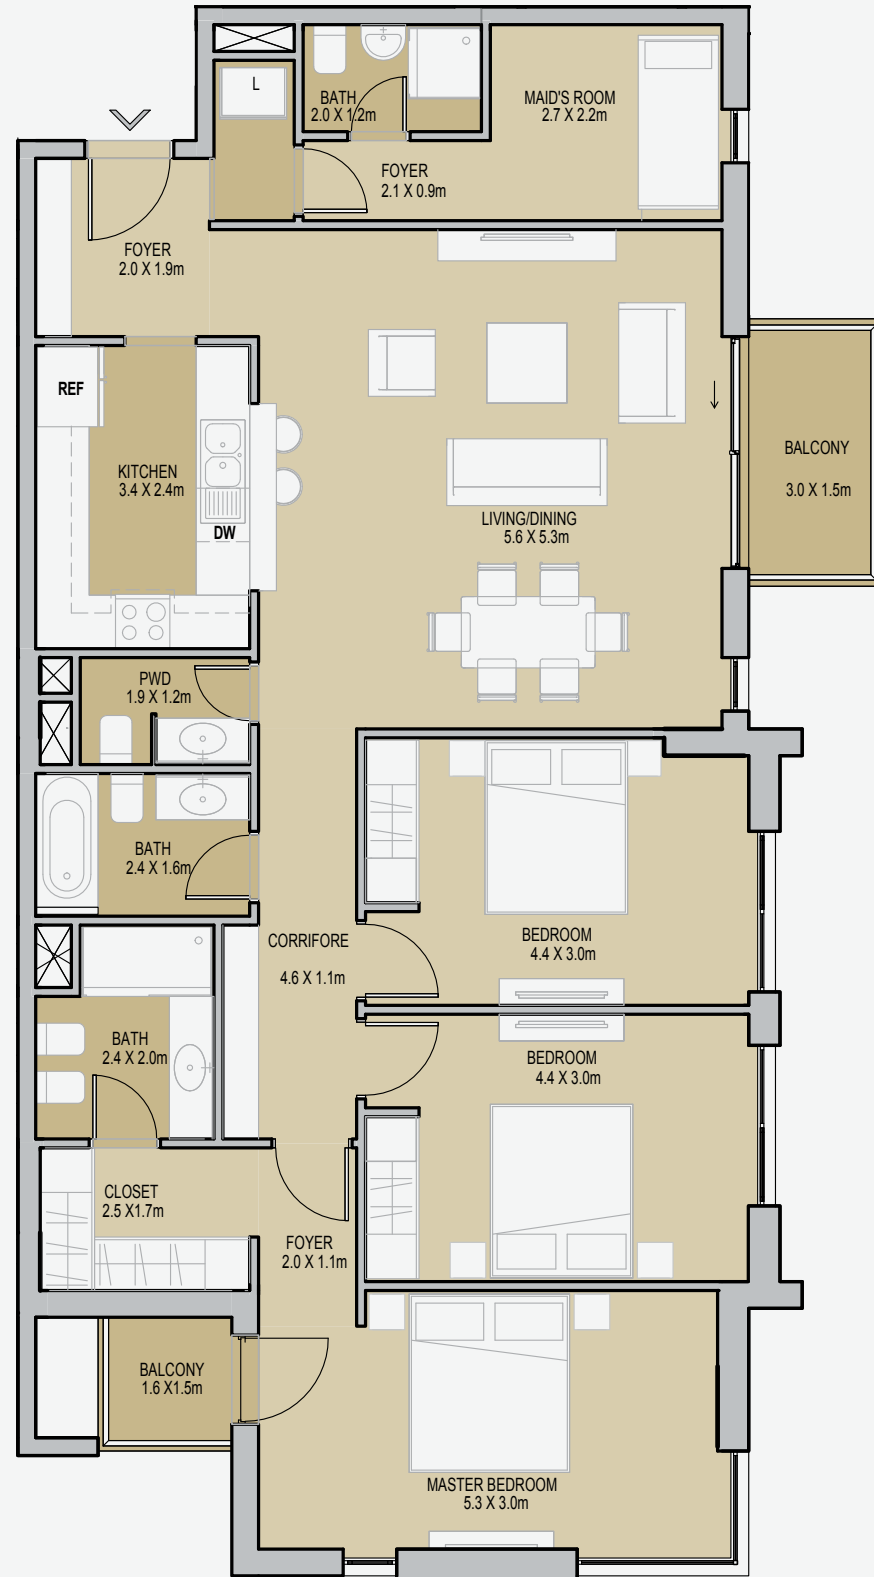 L
BATH
2.0 X 1.2m
MAID'S ROOM
2.7 X 2.2m
FOYER
2.1 X 0.9m
FOYER
2.0 X 1.9m
REF
KITCHEN
3.4 X 2.4m
DW
BALCONY
3.0 X 1.5m
LIVING/DINING
5.6 X 5.3m
PWD
1.9 X 1.2m
BATH
2.4 X 1.6m
CORRIFORE
4.6 X 1.1m
BEDROOM
4.4 X 3.0m
BATH
2.4 X 2.0m
BEDROOM
4.4 X 3.0m
CLOSET
2.5 X1.7m
FOYER
2.0 X 1.1m
BALCONY
1.6 X1.5m
MASTER BEDROOM
5.3 X 3.0m